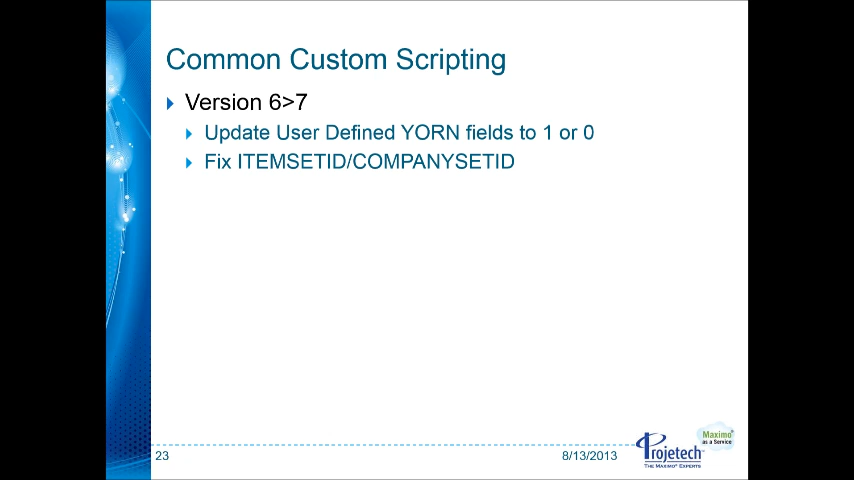 Common Custom Scripting
Version 6>7
Update User Defined YORN fields to 1 or 0
Fix ITEMSETID/COMPANYSETID
23
8/13/2013
Projetech
THE MAXIMO® EXPERTS
Maximo®
as a Service